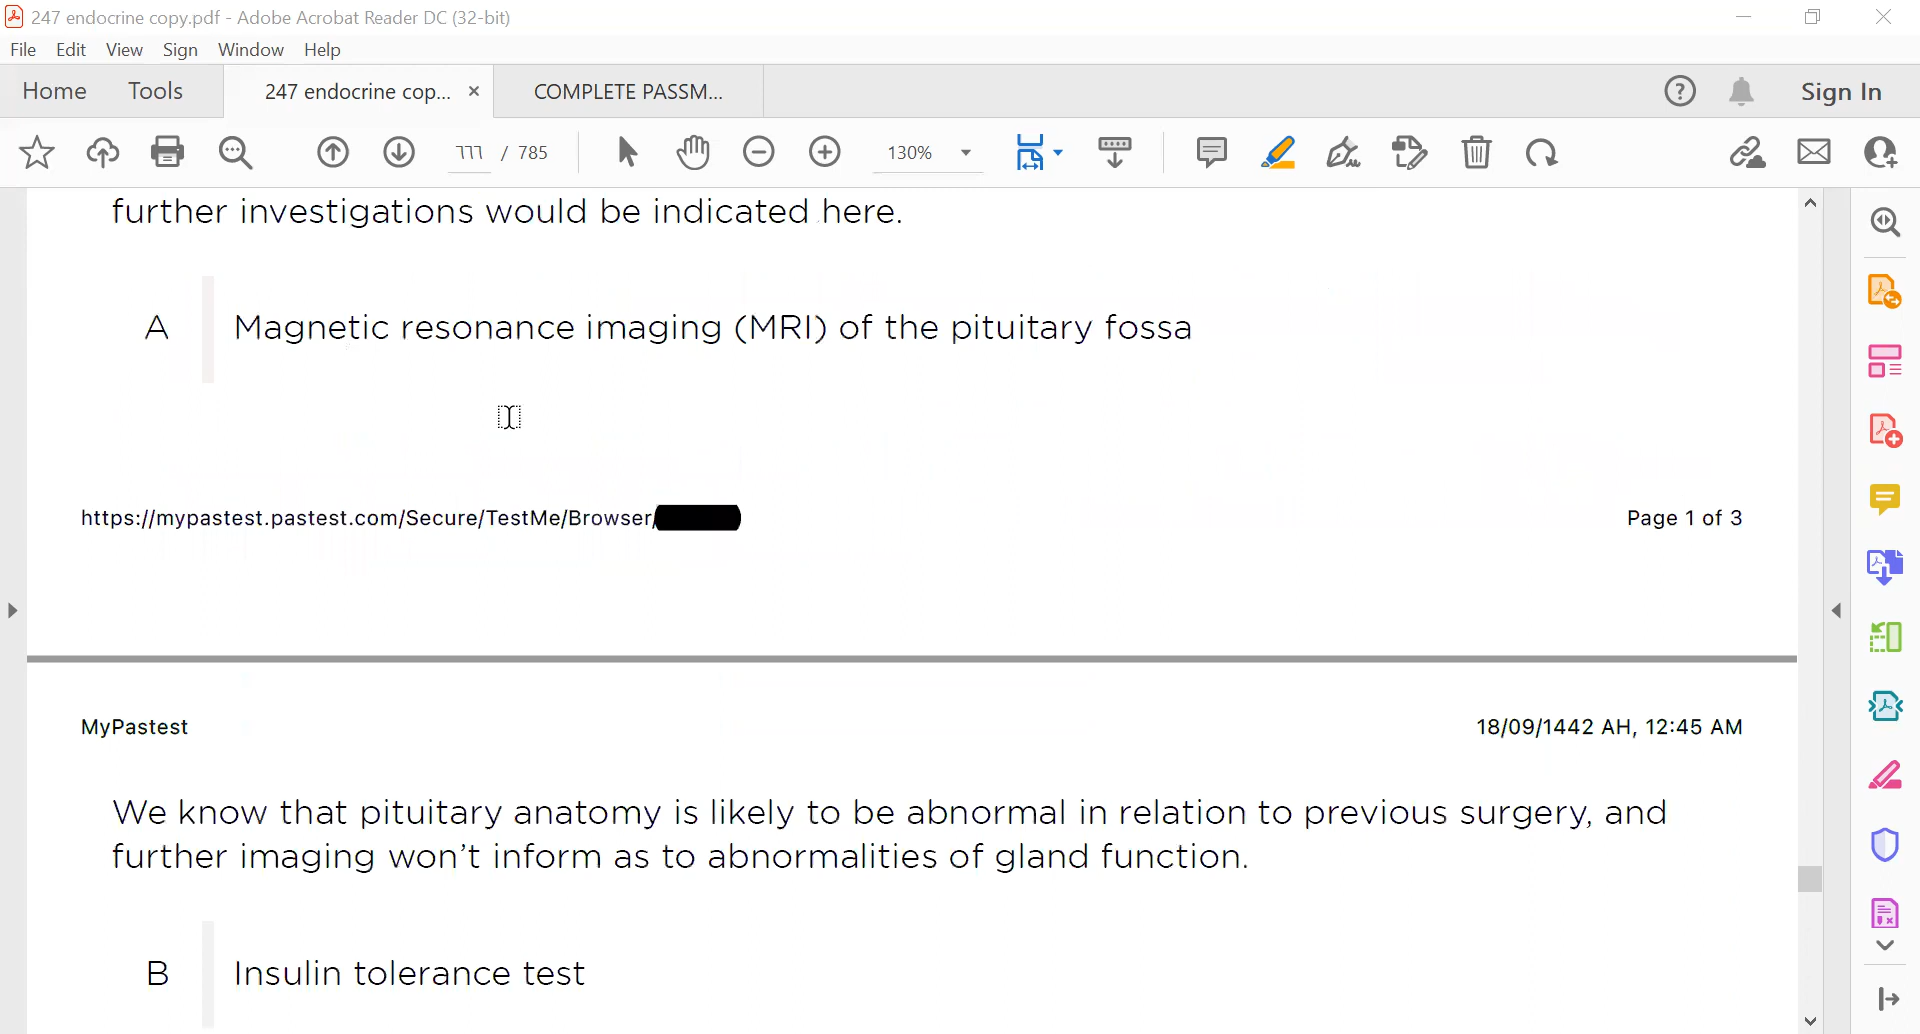 247 endocrine copy.pdf - Adobe Acrobat Reader DC (32-bit)
File Edit View Sign Window Help
Home Tools 247 endocrine cop... × COMPLETE PASSM... Sign In
777 / 785 130%
further investigations would be indicated here.
A Magnetic resonance imaging (MRI) of the pituitary fossa
https://mypastest.pastest.com/Secure/TestMe/Browser/ Page 1 of 3
MyPastest 18/09/1442 AH, 12:45 AM
We know that pituitary anatomy is likely to be abnormal in relation to previous surgery, and
further imaging won't inform as to abnormalities of gland function.
B Insulin tolerance test